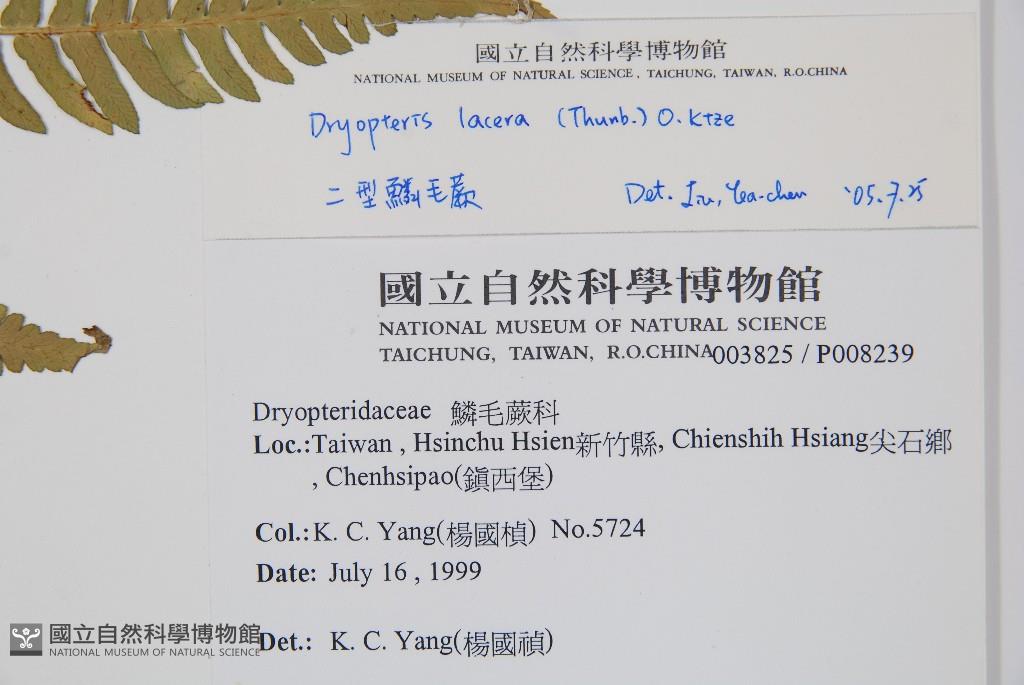 國立自然科學博物館
NATIONAL MUSEUM OF NATURAL SCIENCE, TAICHUNG, TAIWAN, R.O.CHINA
Dryopteris lacera (Thunb.) O. Ktze
二型鱗毛蕨
Det. Liu, Yea-chen '05.7.25
國立自然科學博物館
NATIONAL MUSEUM OF NATURAL SCIENCE
TAICHUNG, TAIWAN, R.O.CHINA003825 / P008239
Dryopteridaceae 鱗毛蕨科
Loc.:Taiwan , Hsinchu Hsien新竹縣, Chienshih Hsiang尖石鄉
, Chenhsipao(鎮西堡)
Col.:K. C. Yang(楊國楨) No.5724
Date: July 16 , 1999
Det.: K. C. Yang(楊國禎)
國立自然科學博物館
NATIONAL MUSEUM OF NATURAL SCIENCE